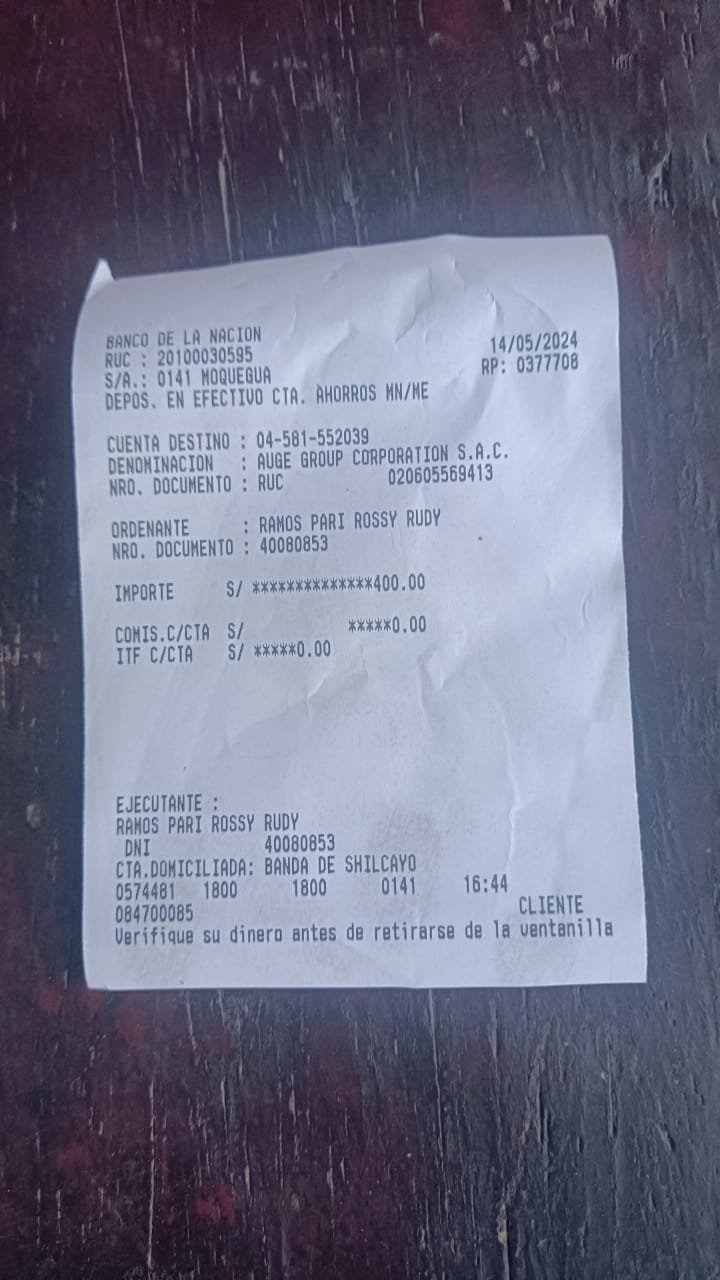 BANCO DE LA NACION
RUC : 20100030595 14/05/2024
S/A.: 0141 MOQUEGUA RP: 0377708
DEPOS. EN EFECTIVO CTA. AHORROS MN/ME
CUENTA DESTINO : 04-581-552039
DENOMINACION : AUGE GROUP CORPORATION S.A.C.
NRO. DOCUMENTO : RUC 020605569413
ORDENANTE : RAMOS PARI ROSSY RUDY
NRO. DOCUMENTO : 40080853
IMPORTE S/ **************400.00
COMIS.C/CTA S/ *****0.00
ITF C/CTA S/ *****0.00
EJECUTANTE :
RAMOS PARI ROSSY RUDY
DNI 40080853
CTA.DOMICILIADA: BANDA DE SHILCAYO
0574481 1800 1800 0141 16:44
084700085 CLIENTE
Verifique su dinero antes de retirarse de la ventanilla